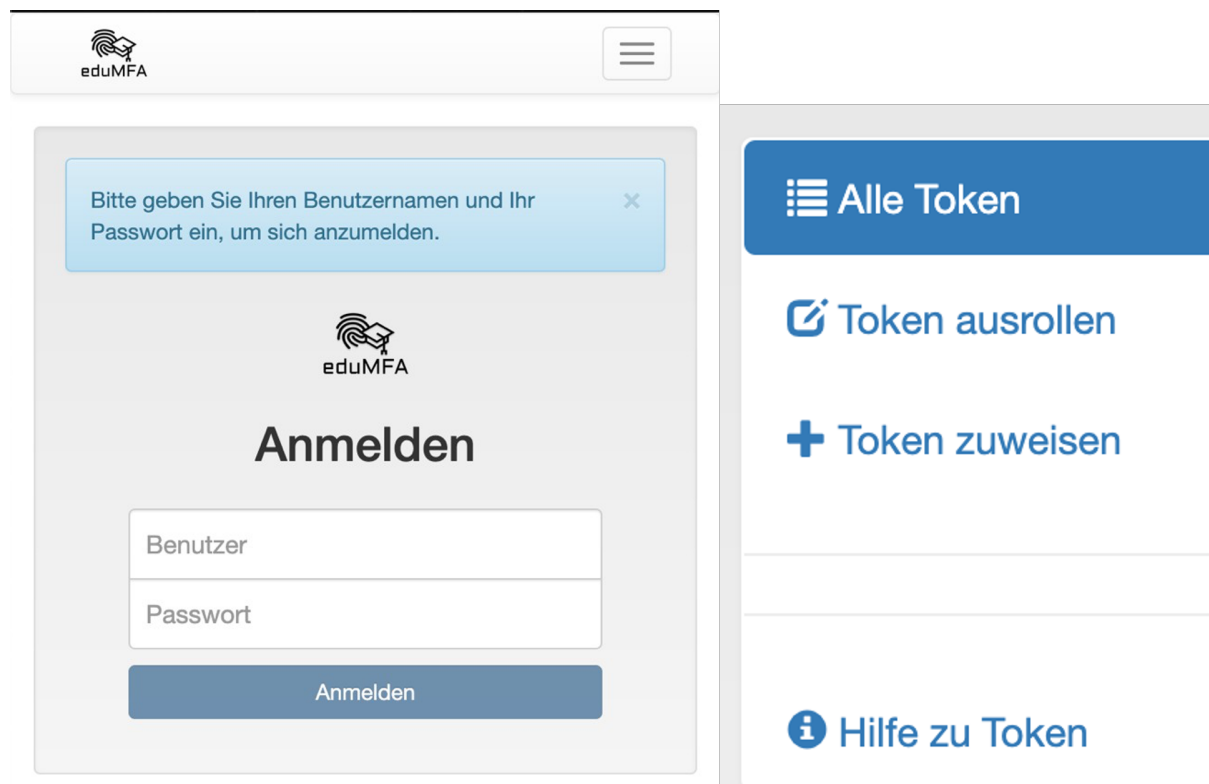 eduMFA
Bitte geben Sie Ihren Benutzernamen und Ihr
Passwort ein, um sich anzumelden.
eduMFA
Anmelden
Benutzer
Passwort
Anmelden
Alle Token
Token ausrollen
Token zuweisen
Hilfe zu Token